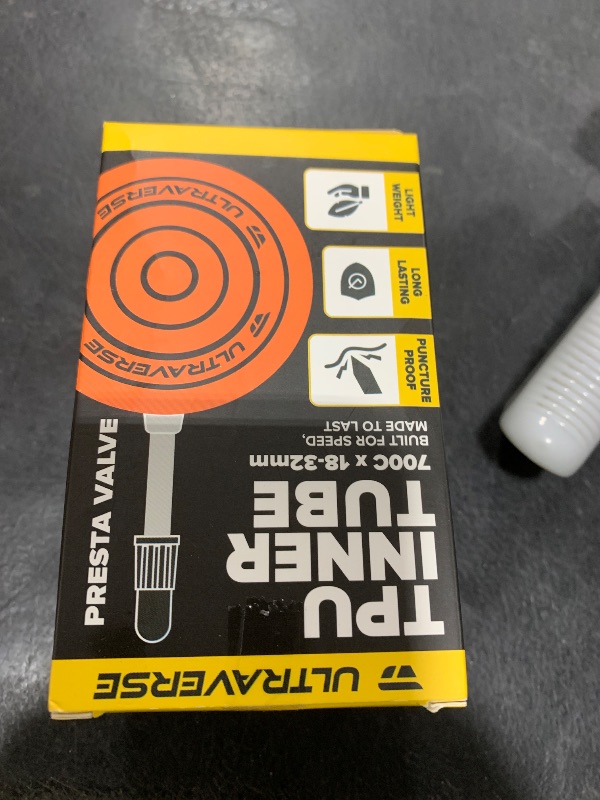 ULTRAVERSE
TPU
INNER
TUBE
700C x 18-32mm
BUILT FOR SPEED,
MADE TO LAST
PRESTA VALVE
PUNCTURE
PROOF
LONG
LASTING
LIGHT
WEIGHT
ULTRAVERSE
ULTRAVERSE
ULTRAVERSE